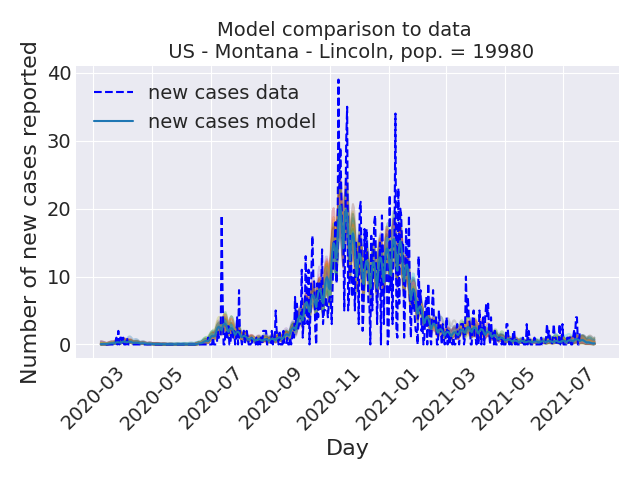 Model comparison to data
US - Montana - Lincoln, pop. = 19980
Number of new cases reported
40
30
20
10
0
new cases data
new cases model
2020-03
2020-05
2020-07
2020-09
2020-11
2021-01
2021-03
2021-05
2021-07
Day